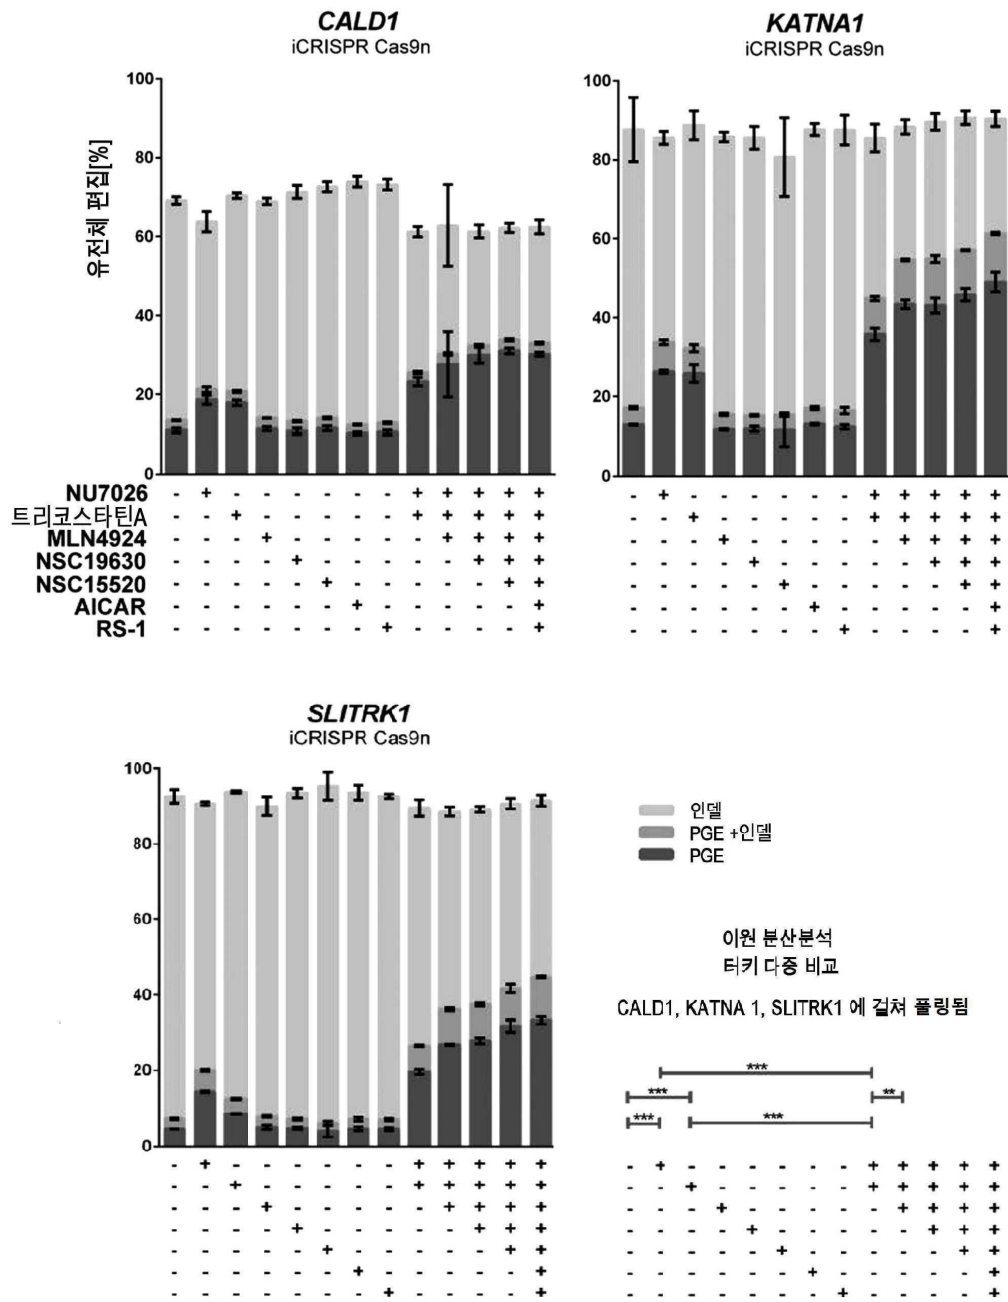 CALD1
iCRISPR Cas9n
100
80
60
40
20
0
유전체 편집[%]
NU7026 - + - - - - - - + + + + +
트리코스타틴A - - + - - - - - + + + + +
MLN4924 - - - + - - - - - + + + +
NSC19630 - - - - + - - - - - + + +
NSC15520 - - - - - + - - - - - + +
AICAR - - - - - - + - - - - - +
RS-1 - - - - - - - + - - - - +
KATNA1
iCRISPR Cas9n
100
80
60
40
20
0
- + - - - - - - + + + + +
- - + - - - - - + + + + +
- - - + - - - - - + + + +
- - - - + - - - - - + + +
- - - - - + - - - - - + +
- - - - - - + - - - - - +
- - - - - - - + - - - - +
SLITRK1
iCRISPR Cas9n
100
80
60
40
20
0
- + - - - - - - + + + + +
- - + - - - - - + + + + +
- - - + - - - - - + + + +
- - - - + - - - - - + + +
- - - - - + - - - - - + +
- - - - - - + - - - - - +
- - - - - - - + - - - - +
인델
PGE +인델
PGE
이원 분산분석
터키 다중 비교
CALD1, KATNA 1, SLITRK1 에 걸쳐 풀링됨
***
*** **
*** ***
- + - - - - - - + + + + +
- - + - - - - - + + + + +
- - - + - - - - - + + + +
- - - - + - - - - - + + +
- - - - - + - - - - - + +
- - - - - - + - - - - - +
- - - - - - - + - - - - +